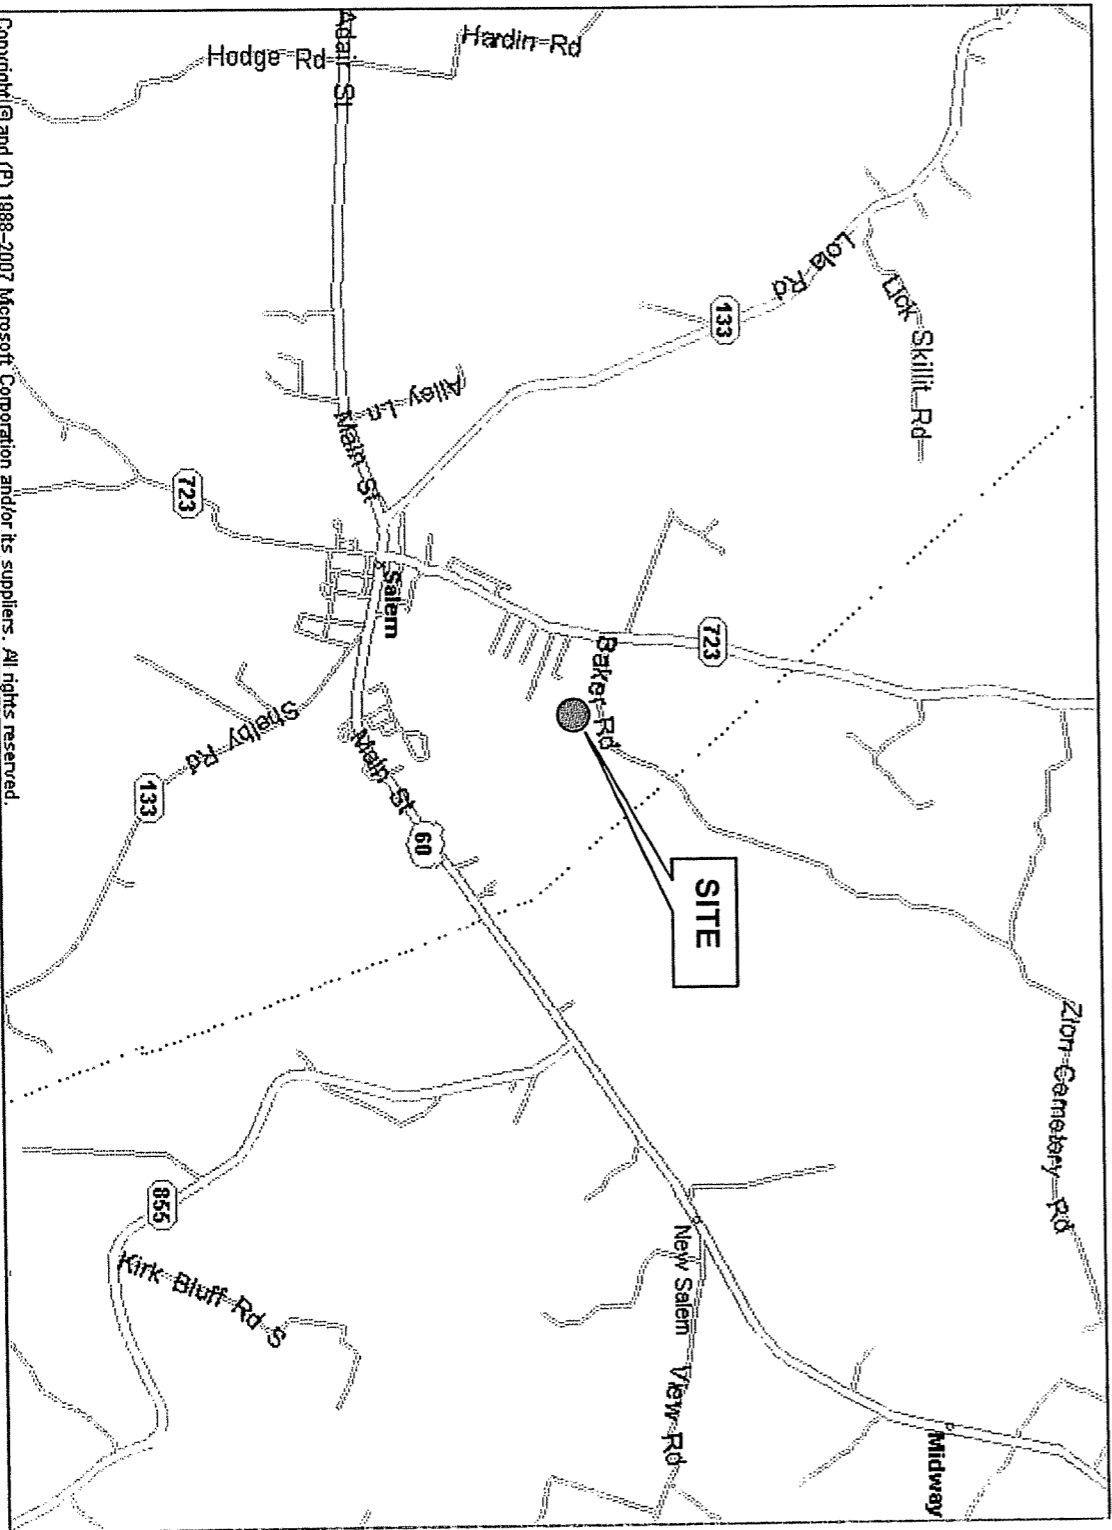 Hardin Rd
Hodge Rd
Adair St
Lola Rd
Lick Skillit Rd
133
Alley Ln
Main St
723
Salem
723
Baker Rd
Shelby Rd
Main St
133
60
SITE
Zion Cemetery Rd
855
Kirk Bluff Rd S
New Salem
View Rd
Midway
Copyright © and (P) 1988–2007 Microsoft Corporation and/or its suppliers. All rights reserved.